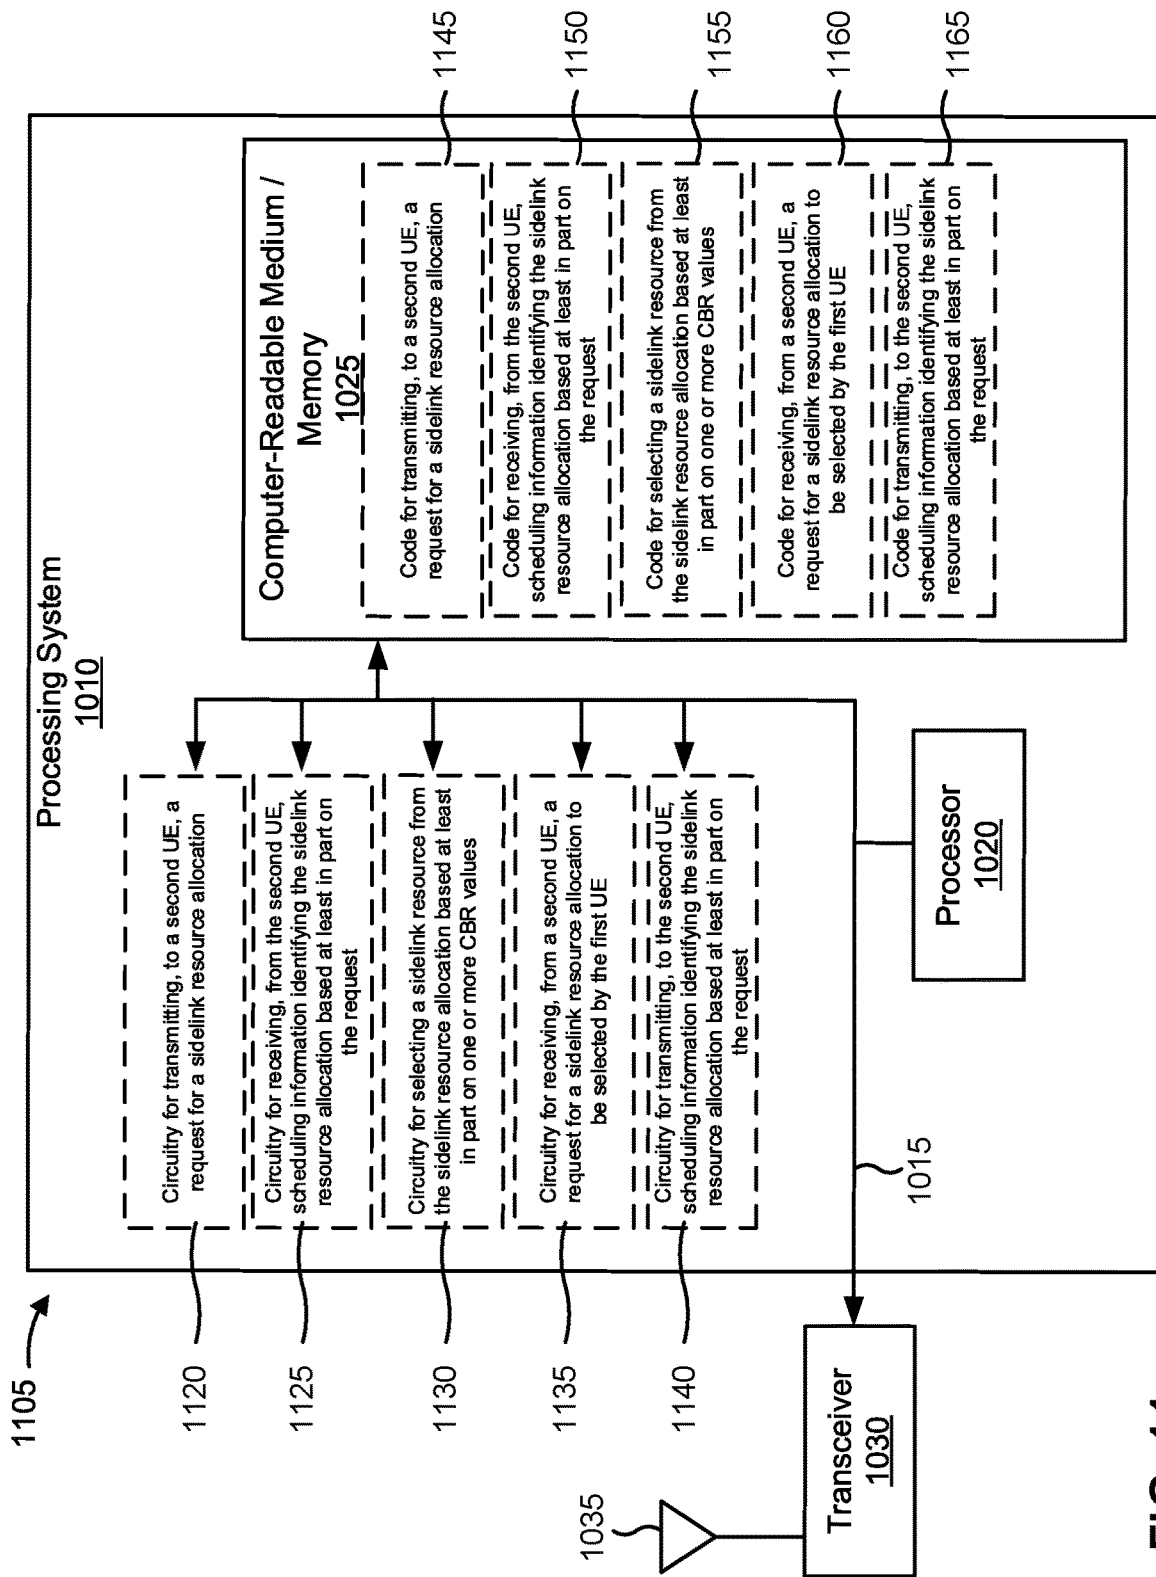 1105
Processing System
1010
1120
Circuitry for transmitting, to a second UE, a
request for a sidelink resource allocation
1125
Circuitry for receiving, from the second UE,
scheduling information identifying the sidelink
resource allocation based at least in part on
the request
1130
Circuitry for selecting a sidelink resource from
the sidelink resource allocation based at least
in part on one or more CBR values
1135
Circuitry for receiving, from a second UE, a
request for a sidelink resource allocation to
be selected by the first UE
1140
Circuitry for transmitting, to the second UE,
scheduling information identifying the sidelink
resource allocation based at least in part on
the request
Computer-Readable Medium /
Memory
1025
Code for transmitting, to a second UE, a
request for a sidelink resource allocation
1145
Code for receiving, from the second UE,
scheduling information identifying the sidelink
resource allocation based at least in part on
the request
1150
Code for selecting a sidelink resource from
the sidelink resource allocation based at least
in part on one or more CBR values
1155
Code for receiving, from a second UE, a
request for a sidelink resource allocation to
be selected by the first UE
1160
Code for transmitting, to the second UE,
scheduling information identifying the sidelink
resource allocation based at least in part on
the request
1165
1035
Transceiver
1030
1015
Processor
1020
FIG. 11